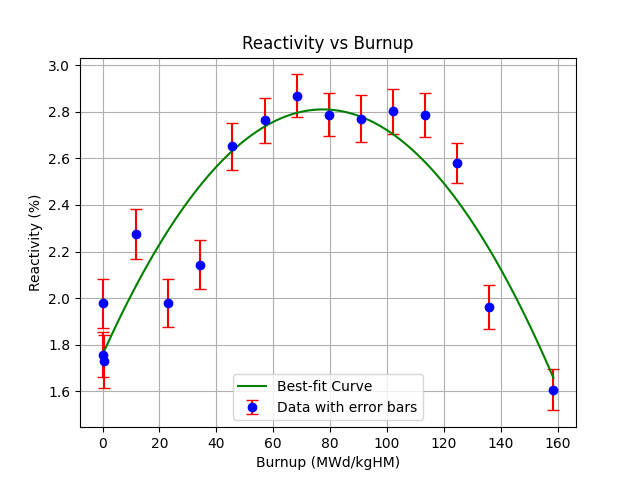 Reactivity vs Burnup
3.0
2.8
2.6
2.4
2.2
2.0
1.8
1.6
Reactivity (%)
Best-fit Curve
Data with error bars
0 20 40 60 80 100 120 140 160
Burnup (MWd/kgHM)